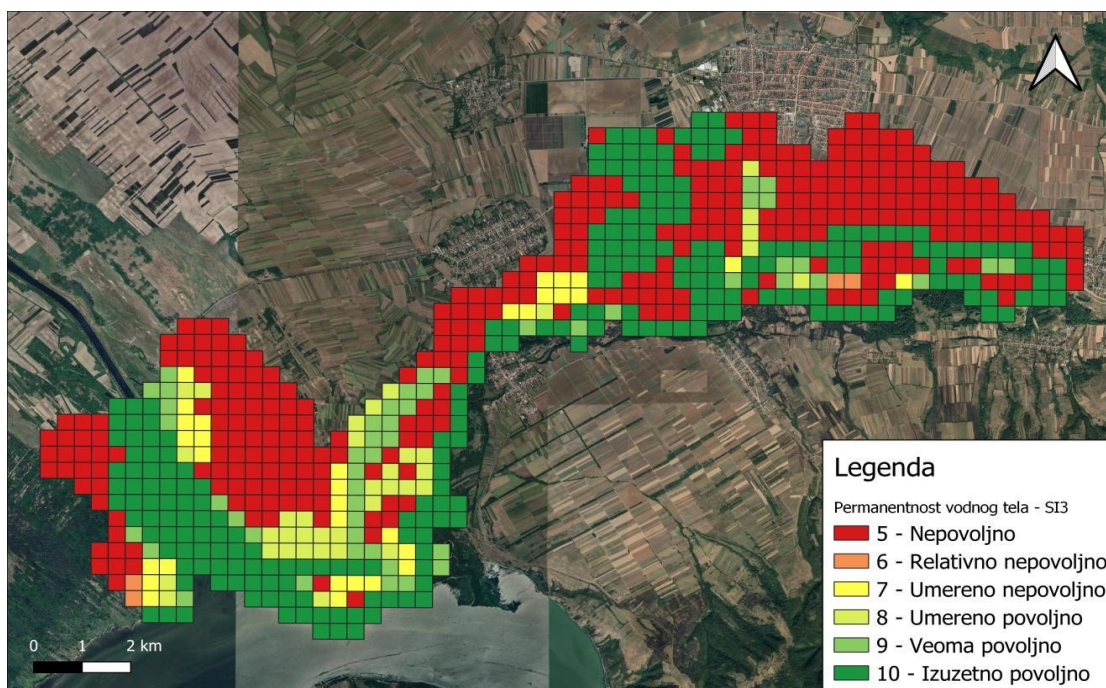 Legenda
Permanentnost vodnog tela - SI3
5 - Nepovoljno
6 - Relativno nepovoljno
7 - Umereno nepovoljno
8 - Umereno povoljno
9 - Veoma povoljno
10 - Izuzetno povoljno
0 1 2 km